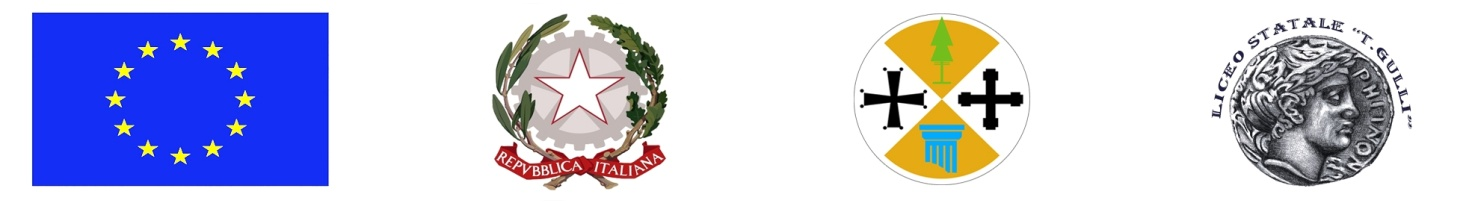 REPVBBLICA ITALIANA
LICEO STATALE “T. GULLI”